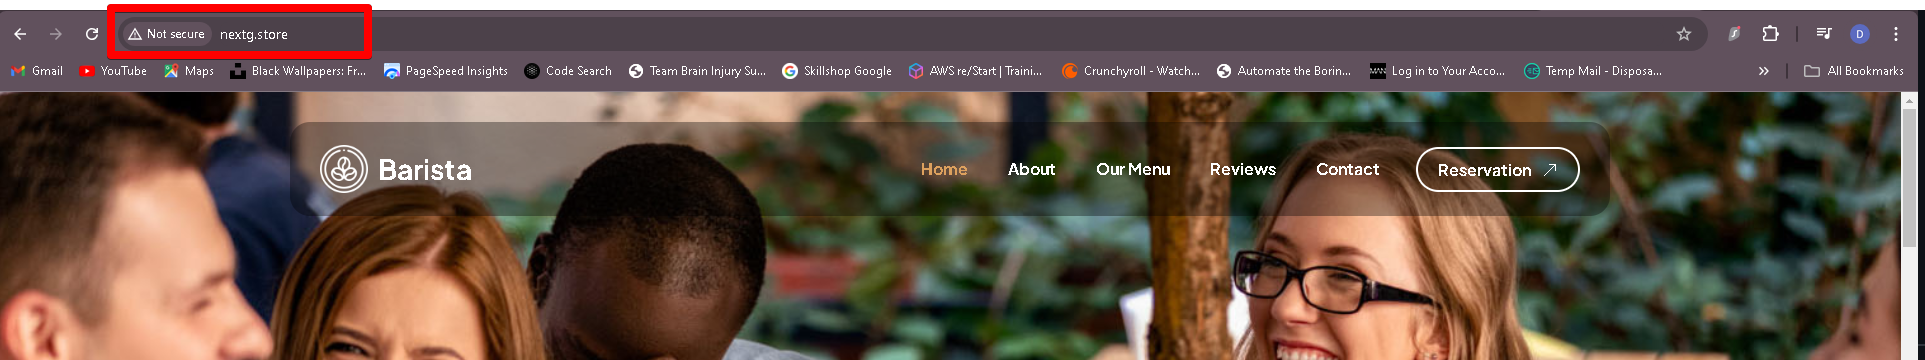 Not secure nextg.store
D
Gmail YouTube Maps Black Wallpapers: Fr... PageSpeed Insights Code Search Team Brain Injury Su... Skillshop Google AWS re/Start | Traini... Crunchyroll - Watch... Automate the Borin... Log in to Your Acco... Temp Mail - Disposa... » All Bookmarks
Barista Home About Our Menu Reviews Contact Reservation